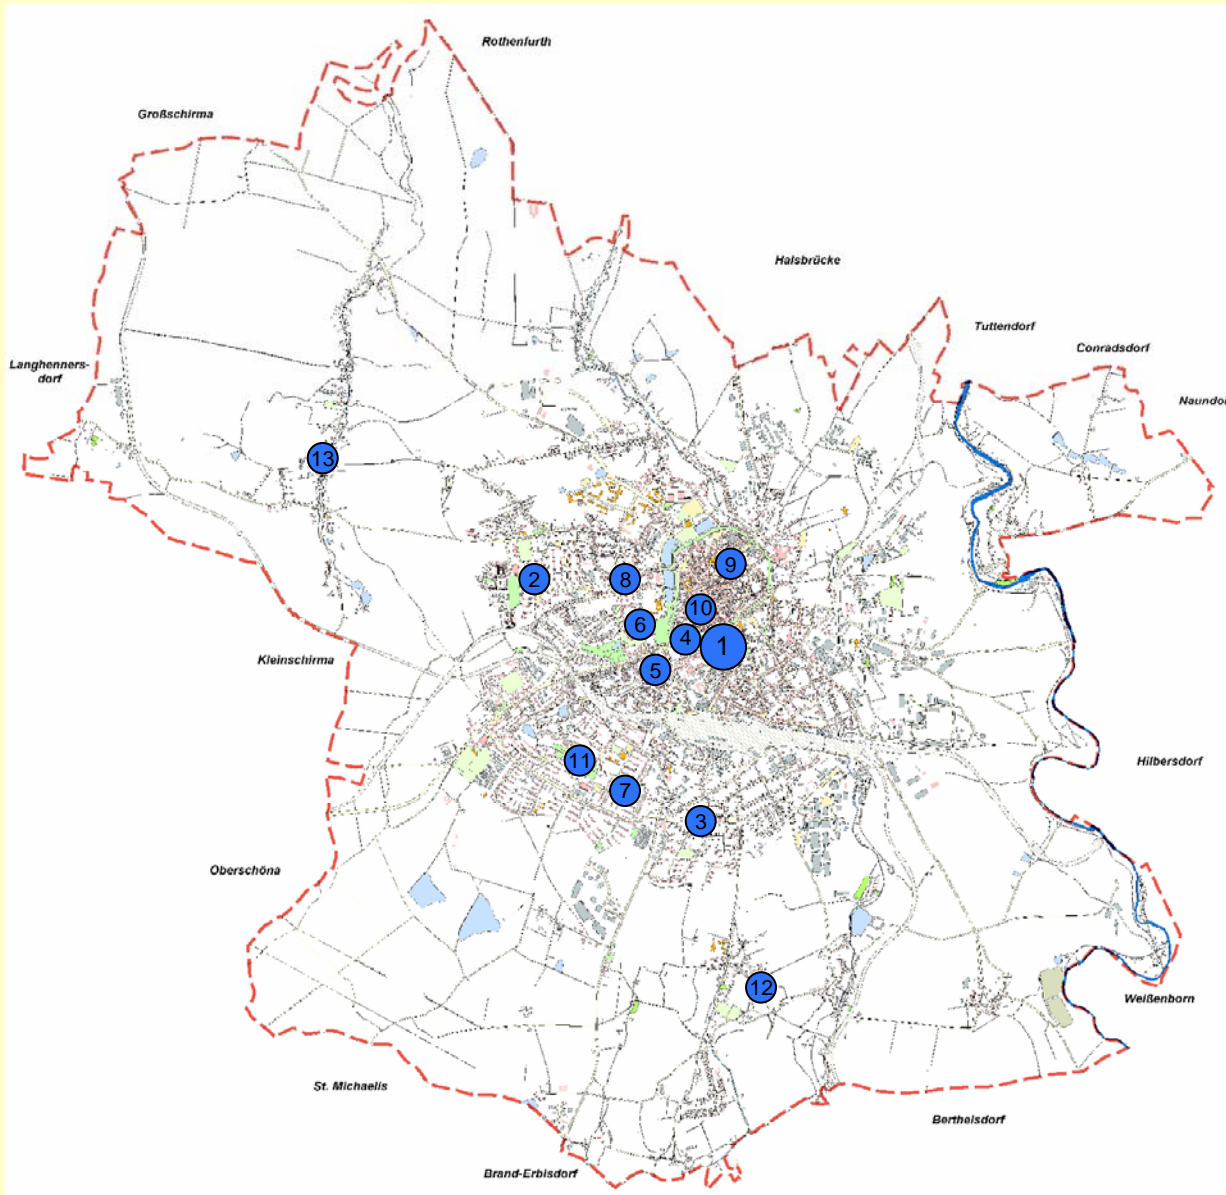 Rothenfurth
Großschirma
Halsbrücke
Tuttendorf
Conradsdorf
Langhenners-
dorf
Naundor
13
9
2
8
10
6
4
1
5
Kleinschirma
11
Hilbersdorf
7
3
Oberschöna
12
Weißenborn
St. Michaelis
Berthelsdorf
Brand-Erbisdorf